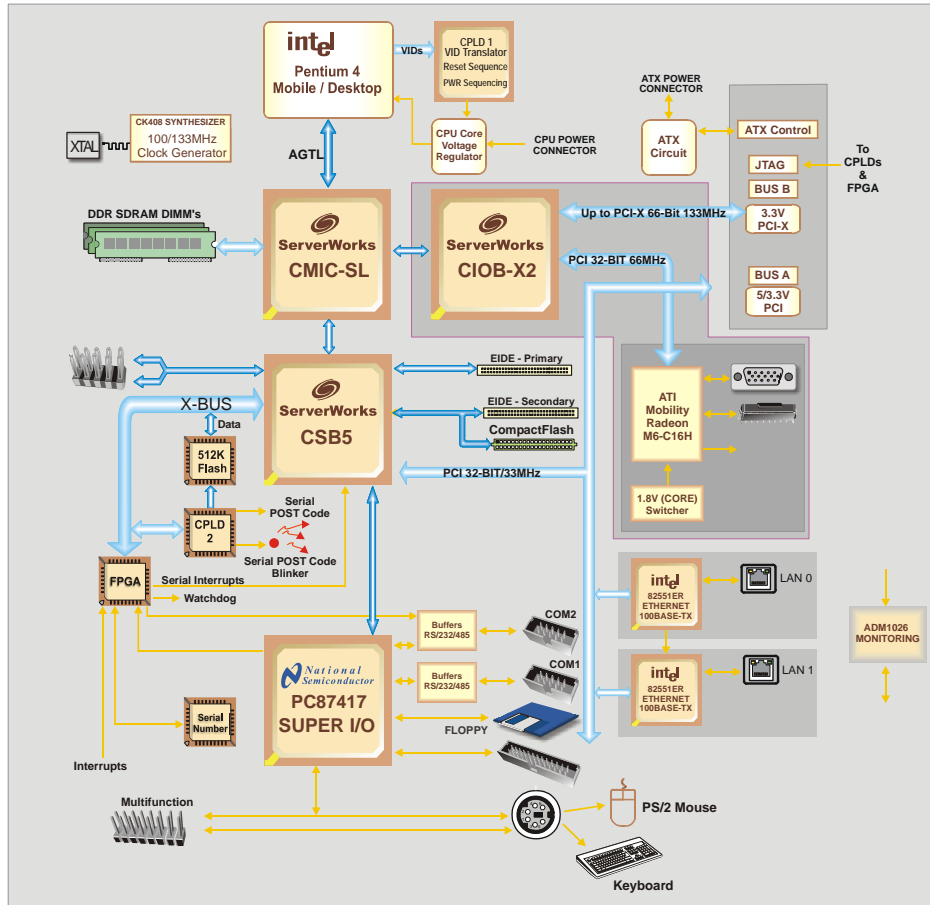 intel
Pentium 4
Mobile / Desktop
VIDs
CPLD 1
VID Translator
Reset Sequence
PWR Sequencing
ATX POWER
CONNECTOR
ATX Control
ATX
Circuit
CK408 SYNTHESIZER
100/133MHz
Clock Generator
XTAL
AGTL
CPU Core
Voltage
Regulator
CPU POWER
CONNECTOR
JTAG
To
CPLDs
&
FPGA
BUS B
3.3V
PCI-X
DDR SDRAM DIMM's
ServerWorks
CMIC-SL
ServerWorks
CIOB-X2
Up to PCI-X 66-Bit 133MHz
PCI 32-BIT 66MHz
BUS A
5/3.3V
PCI
EIDE - Primary
ServerWorks
CSB5
EIDE - Secondary
CompactFlash
ATI
Mobility
Radeon
M6-C16H
X-BUS
Data
512K
Flash
PCI 32-BIT/33MHz
1.8V (CORE)
Switcher
CPLD
2
Serial
POST Code
Serial POST Code
Blinker
FPGA
Serial Interrupts
Watchdog
intel
82551ER
ETHERNET
100BASE-TX
LAN 0
Buffers
RS/232/485
COM2
ADM1026
MONITORING
National
Semiconductor
PC87417
SUPER I/O
Buffers
RS/232/485
COM1
intel
82551ER
ETHERNET
100BASE-TX
LAN 1
Serial
Number
FLOPPY
Interrupts
Multifunction
PS/2 Mouse
Keyboard